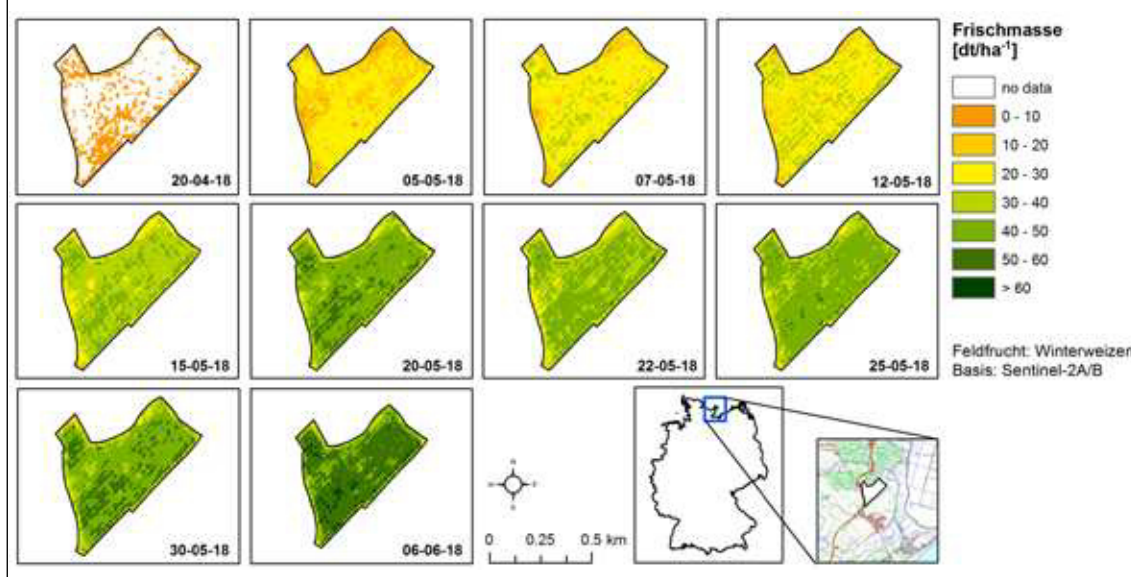 20-04-18
05-05-18
07-05-18
12-05-18
Frischmasse
[dt/ha⁻¹]
no data
0 - 10
10 - 20
20 - 30
30 - 40
40 - 50
50 - 60
> 60
15-05-18
20-05-18
22-05-18
25-05-18
Feldfrucht: Winterweizen
Basis: Sentinel-2A/B
30-05-18
06-06-18
0 0.25 0.5 km